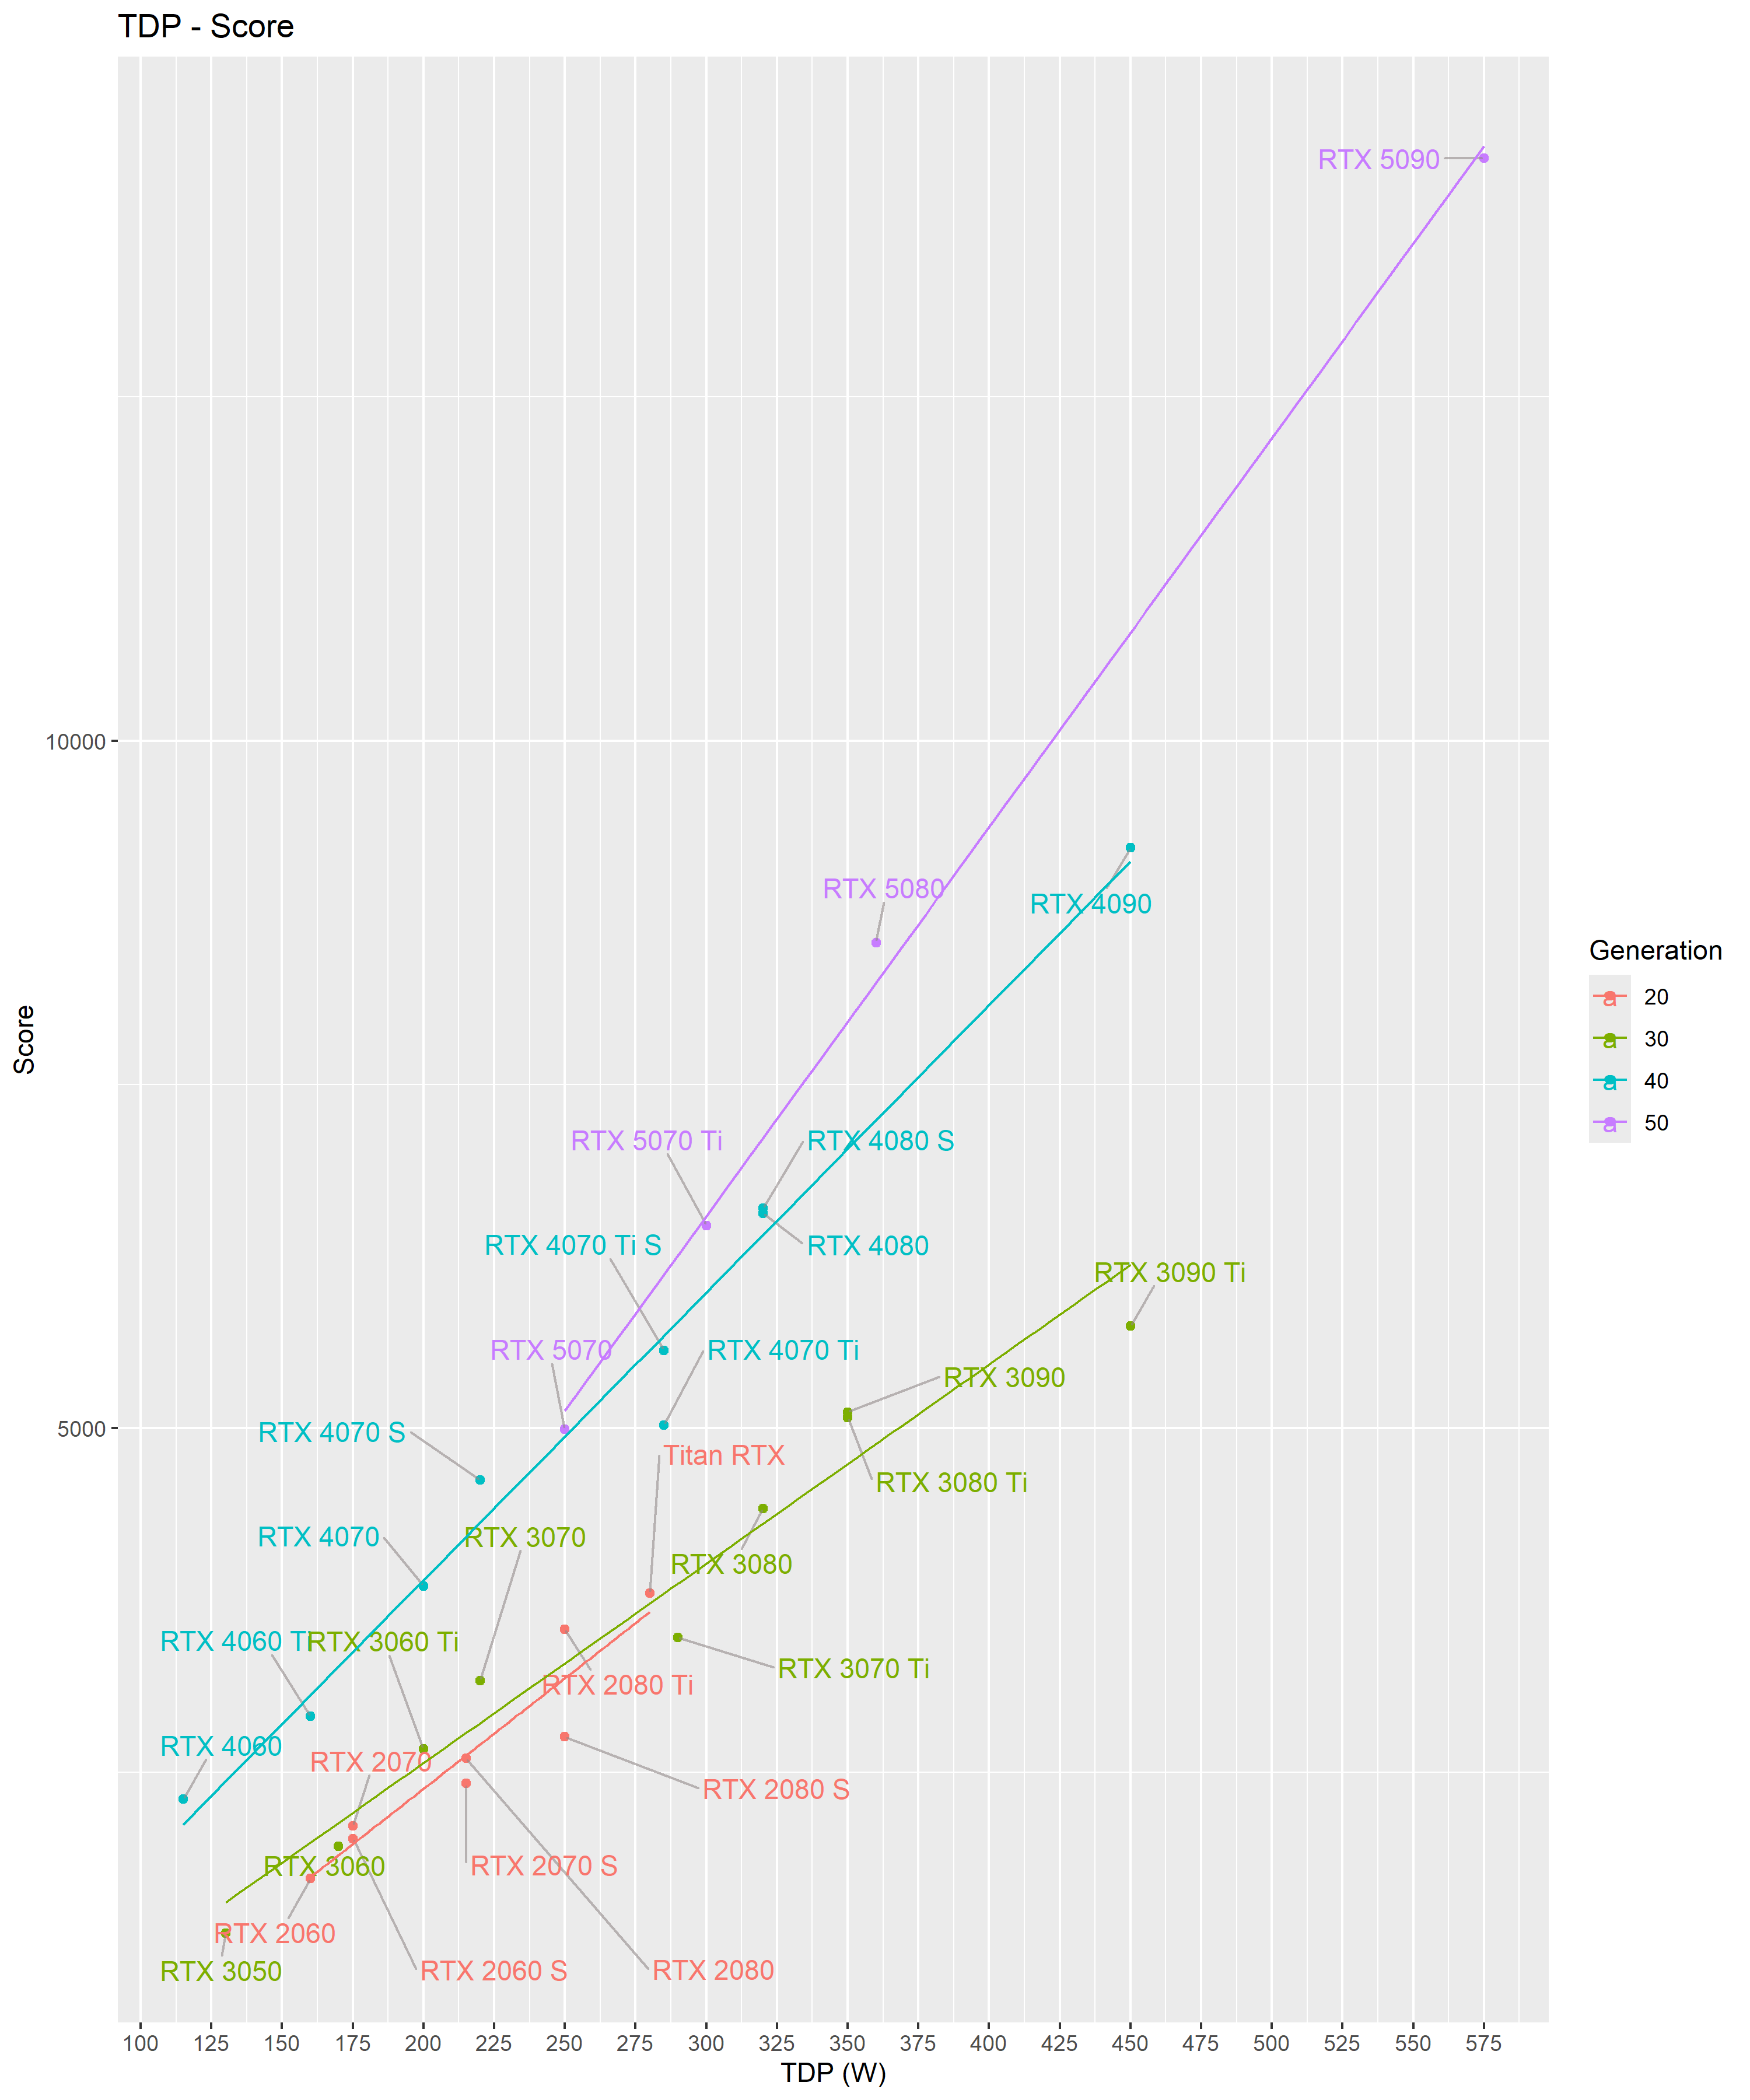 TDP - Score
RTX 5090
10000
RTX 5080
RTX 4090
Generation
a 20
a 30
a 40
a 50
Score
RTX 5070 Ti
RTX 4080 S
RTX 4070 Ti S
RTX 4080
RTX 3090 Ti
RTX 5070
RTX 4070 Ti
RTX 3090
5000
RTX 4070 S
Titan RTX
RTX 3080 Ti
RTX 4070
RTX 3070
RTX 3080
RTX 4060 Ti
RTX 3060 Ti
RTX 3070 Ti
RTX 2080 Ti
RTX 4060
RTX 2070
RTX 2080 S
RTX 3060
RTX 2070 S
RTX 2060
RTX 3050
RTX 2060 S
RTX 2080
100 125 150 175 200 225 250 275 300 325 350 375 400 425 450 475 500 525 550 575
TDP (W)